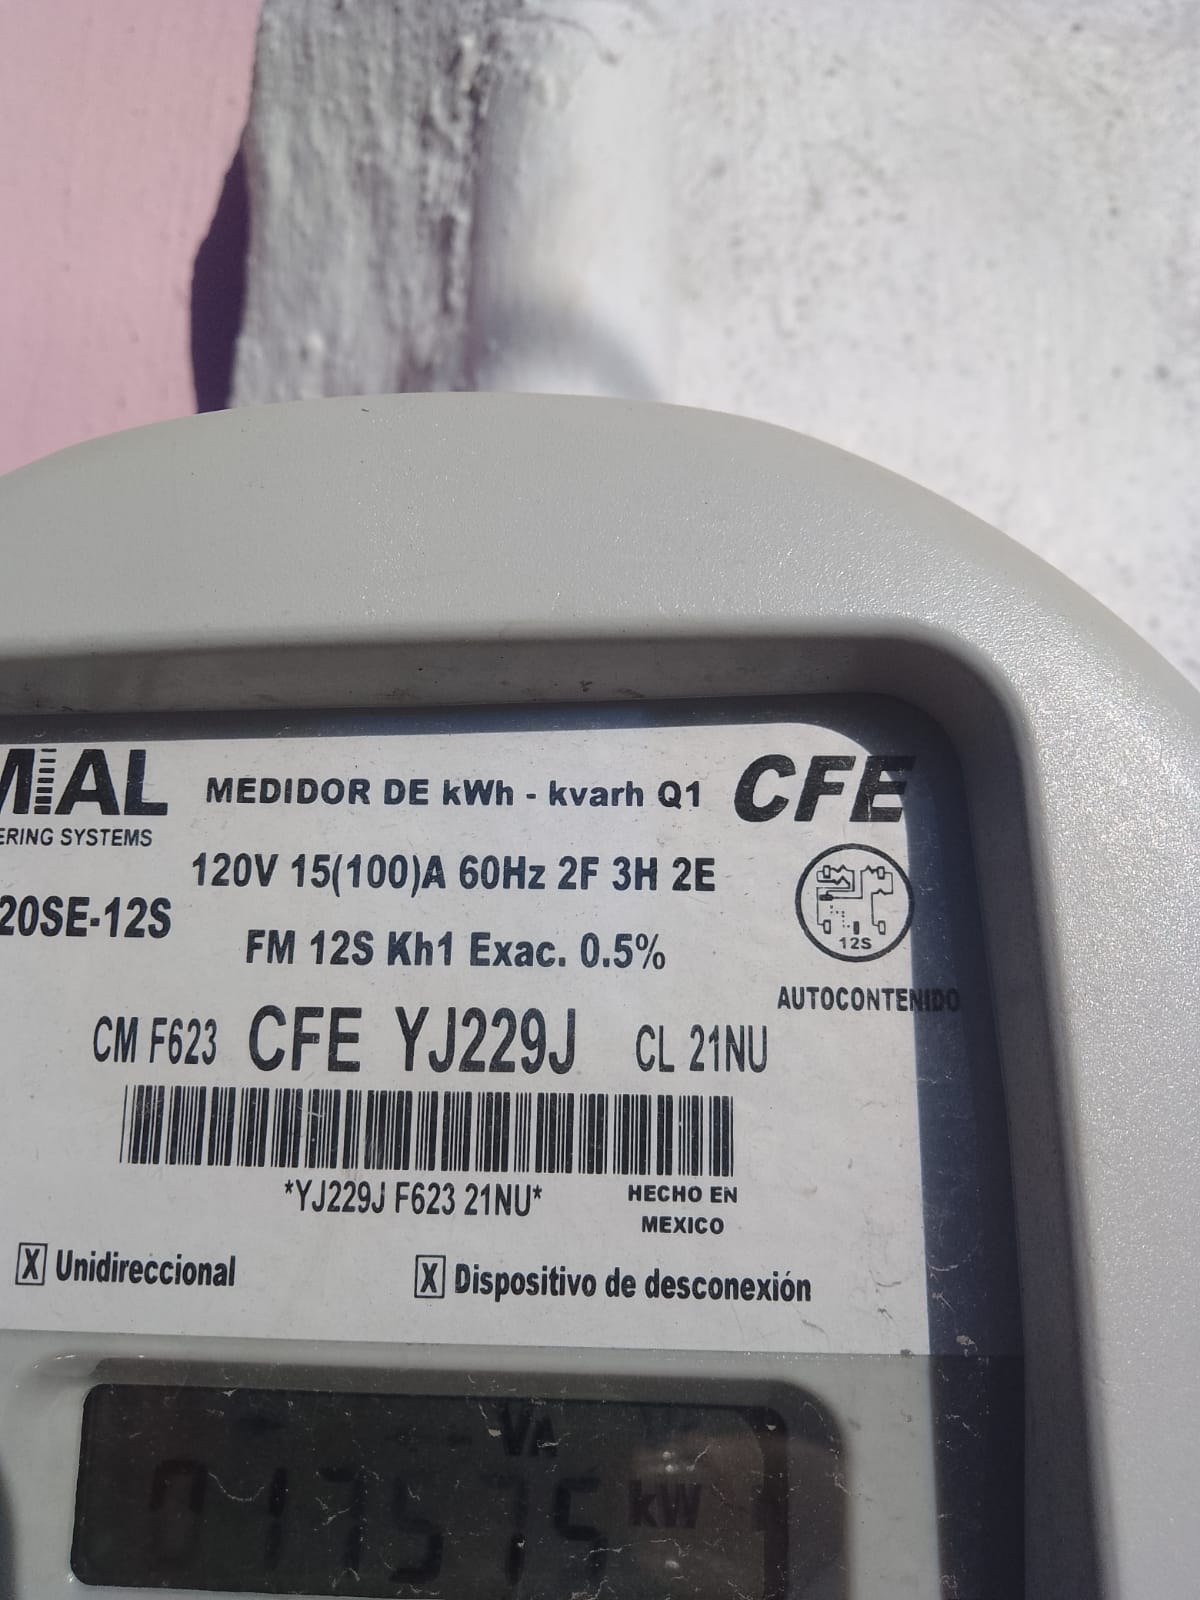 MIAL
ERING SYSTEMS
MEDIDOR DE kWh - kvarh Q1
CFE
120V 15(100)A 60Hz 2F 3H 2E
20SE-12S
FM 12S Kh1 Exac. 0.5%
12S
AUTOCONTENIDO
CM F623 CFE YJ229J CL 21NU
*YJ229J F623 21NU*
HECHO EN
MEXICO
X Unidireccional
X Dispositivo de desconexión
VA
kW